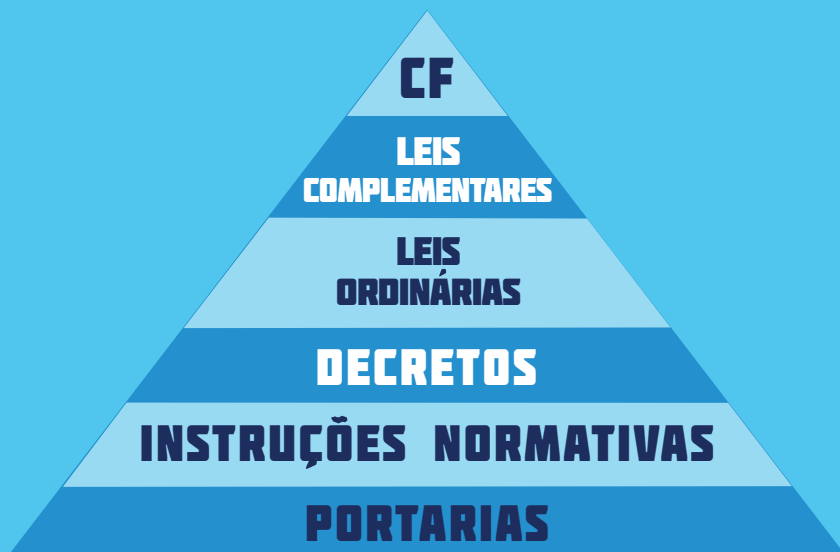 CF
LEIS
COMPLEMENTARES
LEIS
ORDINÁRIAS
DECRETOS
INSTRUÇÕES NORMATIVAS
PORTARIAS